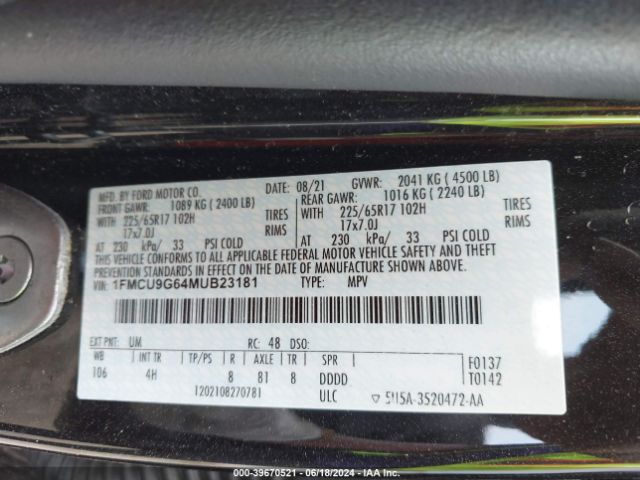 MFD. BY FORD MOTOR CO.
DATE: 08/21 GVWR: 2041 KG ( 4500 LB)
FRONT GAWR: 1089 KG ( 2400 LB)
REAR GAWR: 1016 KG ( 2240 LB)
WITH 225/65R17 102H TIRES
WITH 225/65R17 102H TIRES
17x7.0J RIMS
17x7.0J RIMS
AT 230 kPa/ 33 PSI COLD
AT 230 kPa/ 33 PSI COLD
THIS VEHICLE CONFORMS TO ALL APPLICABLE FEDERAL MOTOR VEHICLE SAFETY AND
THEFT PREVENTION STANDARDS IN EFFECT ON THE DATE OF MANUFACTURE SHOWN ABOVE.
VIN: 1FMCU9G64MUB23181 TYPE: MPV
EXT PNT: UM RC: 48 DSO:
WB INT TR TP/PS R AXLE TR SPR
106 4H 8 81 8 DDDD
F0137
T0142
1202108270781 ULC
5U5A-3520472-AA
000-39670521 - 06/18/2024 - IAA Inc.